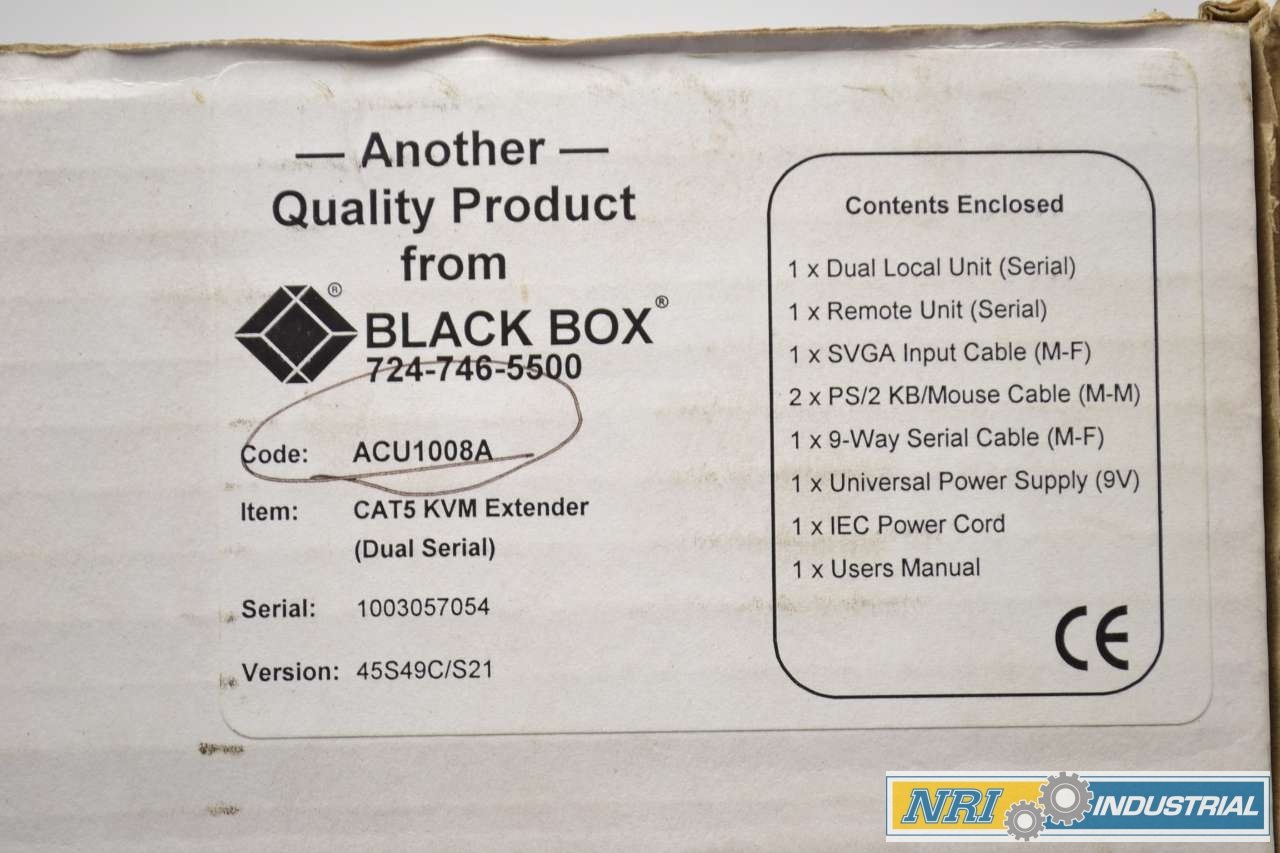 — Another —
Quality Product
from
® BLACK BOX®
724-746-5500
Code: ACU1008A
Item: CAT5 KVM Extender
(Dual Serial)
Serial: 1003057054
Version: 45S49C/S21
Contents Enclosed
1 x Dual Local Unit (Serial)
1 x Remote Unit (Serial)
1 x SVGA Input Cable (M-F)
2 x PS/2 KB/Mouse Cable (M-M)
1 x 9-Way Serial Cable (M-F)
1 x Universal Power Supply (9V)
1 x IEC Power Cord
1 x Users Manual
CE
NRI INDUSTRIAL